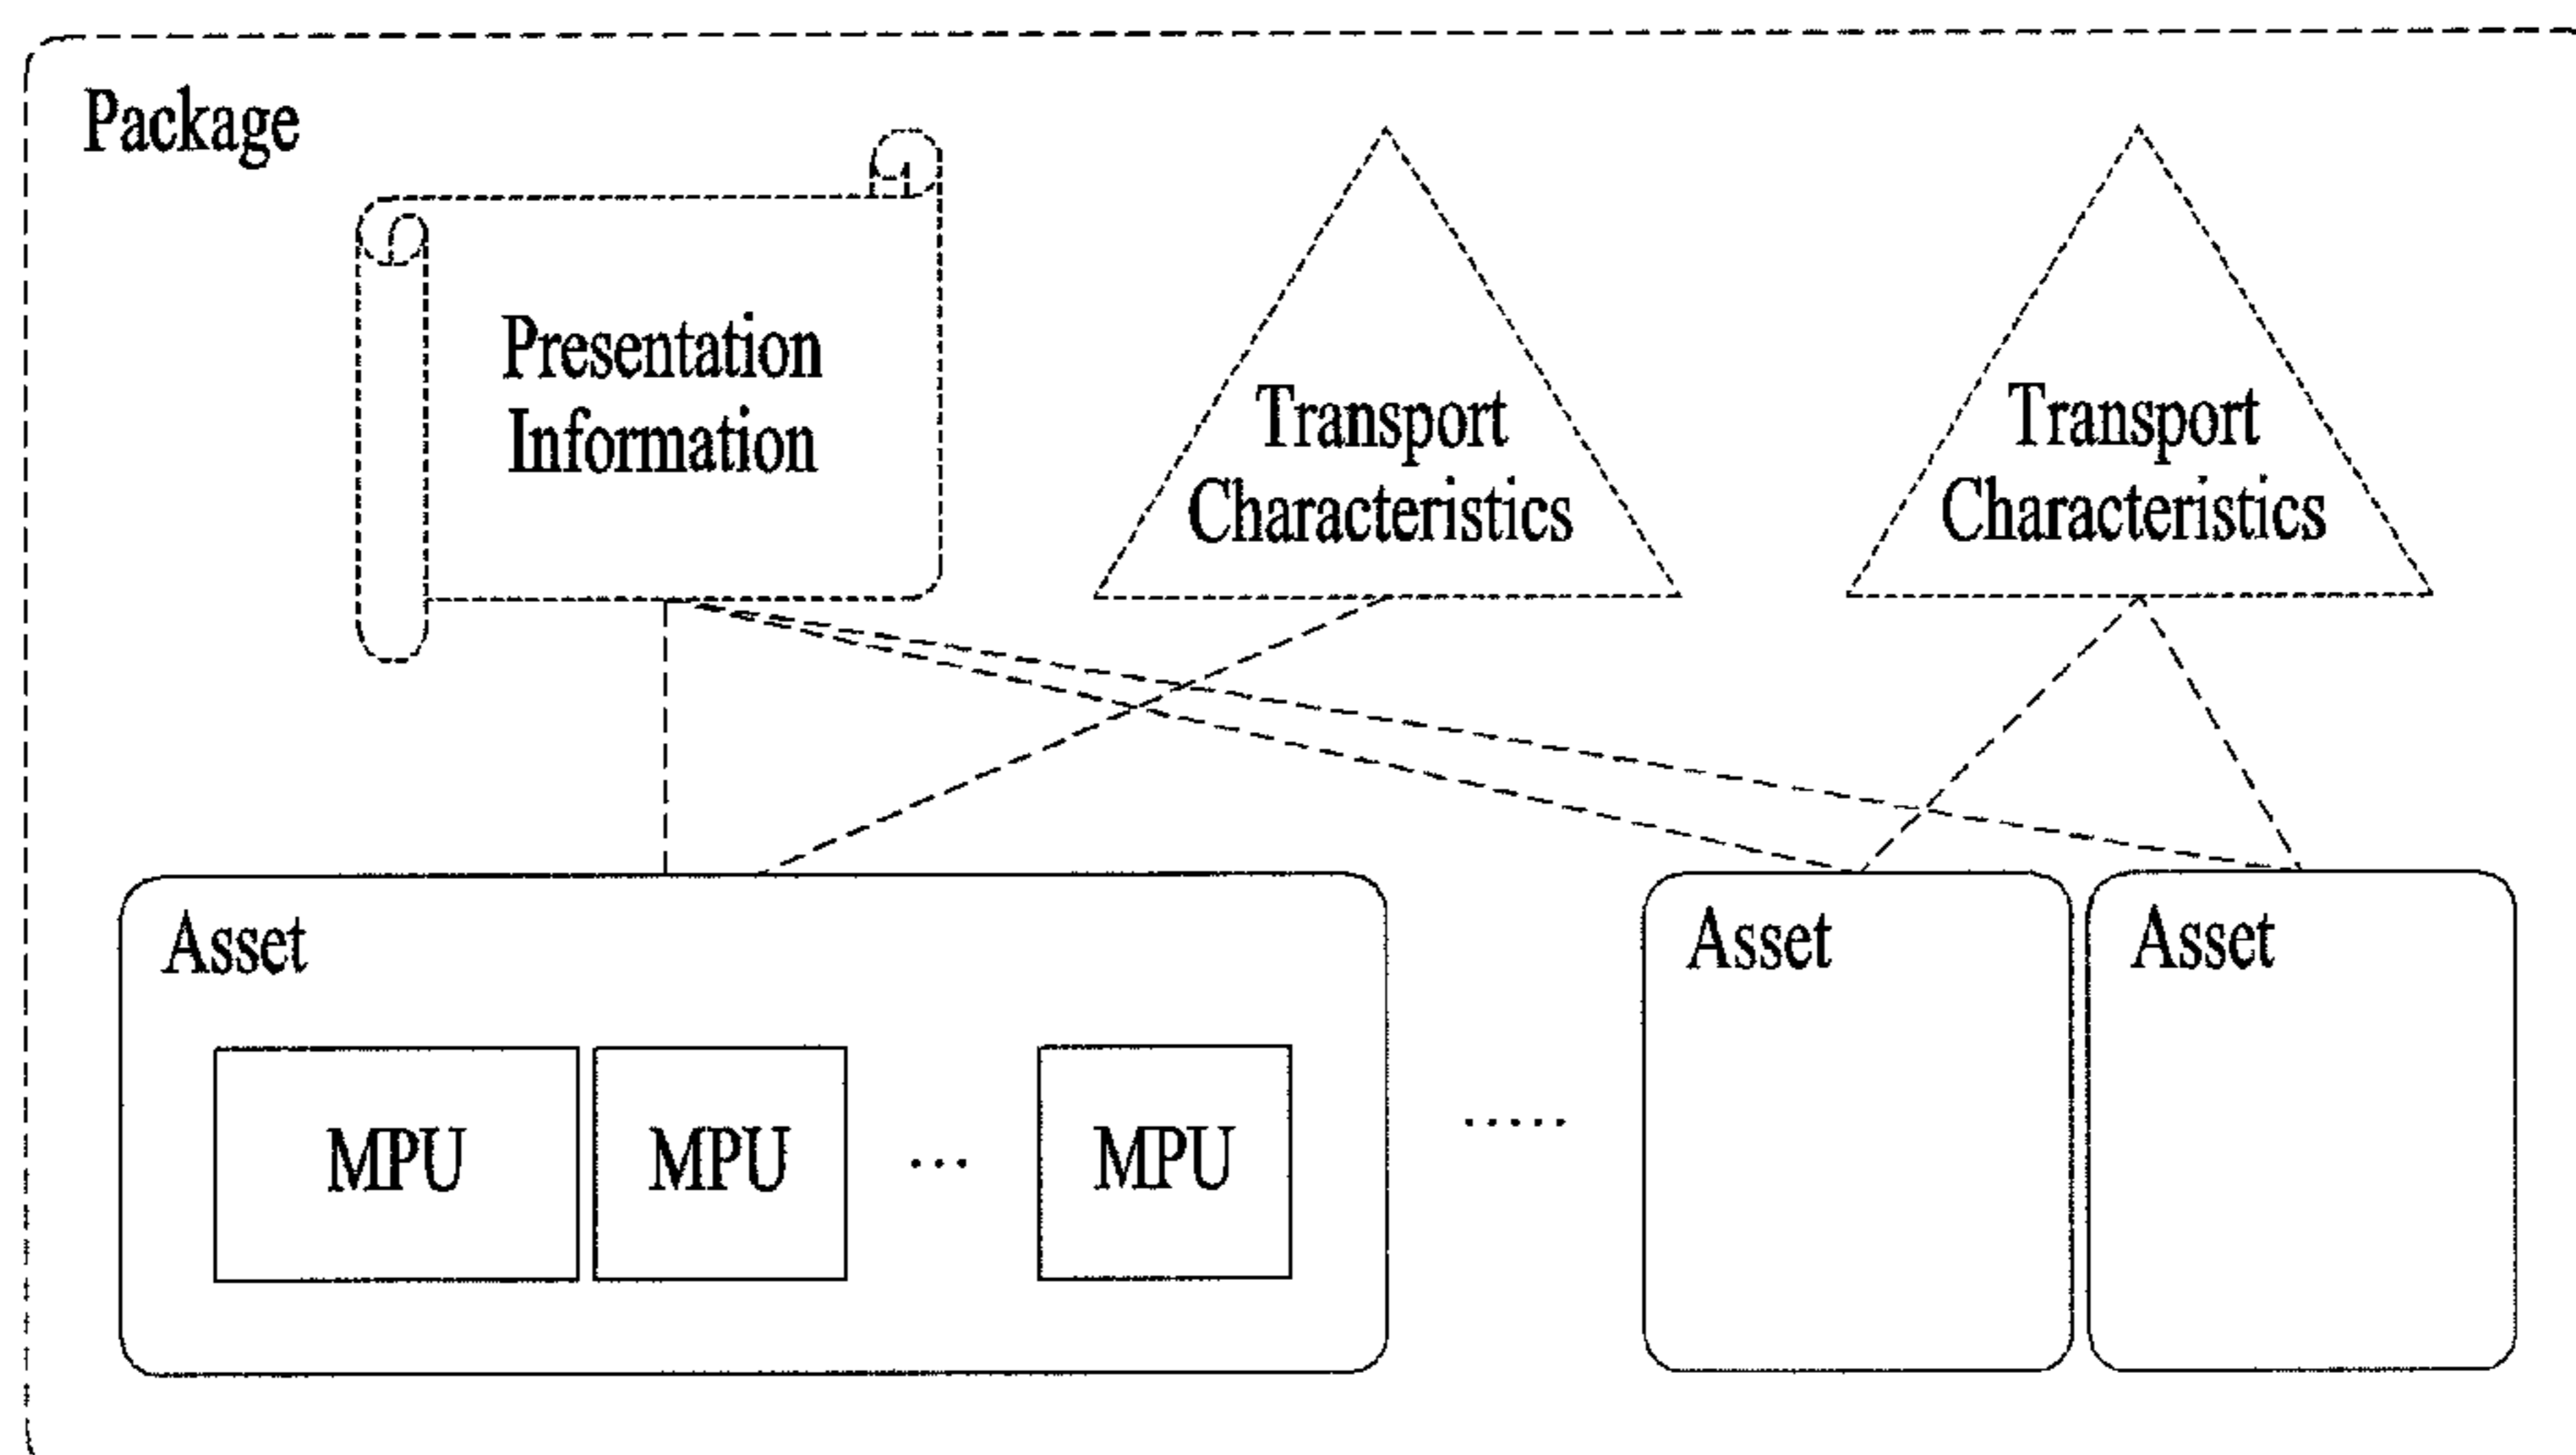 Package
Presentation
Information
Transport
Characteristics
Transport
Characteristics
Asset
MPU
MPU
...
MPU
.....
Asset
Asset